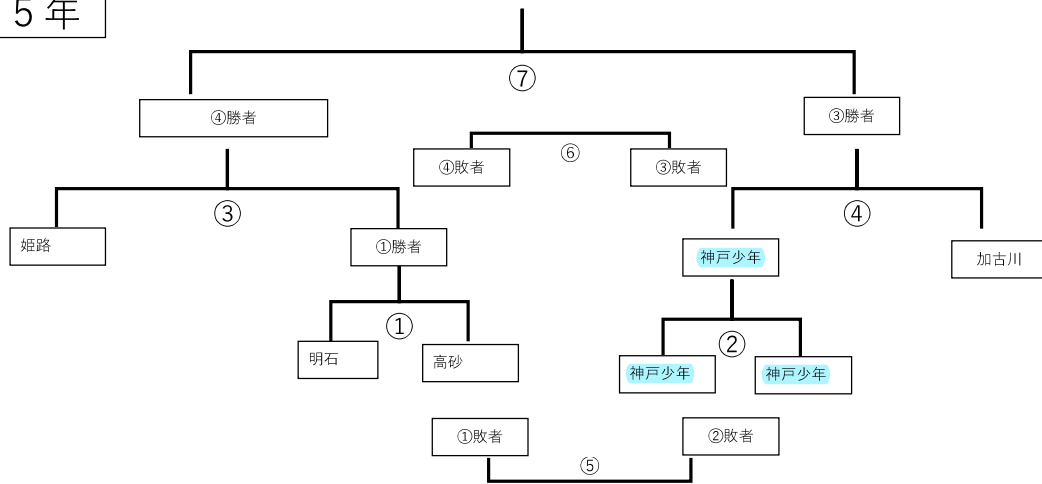 5年
⑦
④勝者
③勝者
④敗者
⑥
③敗者
③
④
姫路
①勝者
神戸少年
加古川
①
②
明石
高砂
神戸少年
神戸少年
①敗者
②敗者
⑤